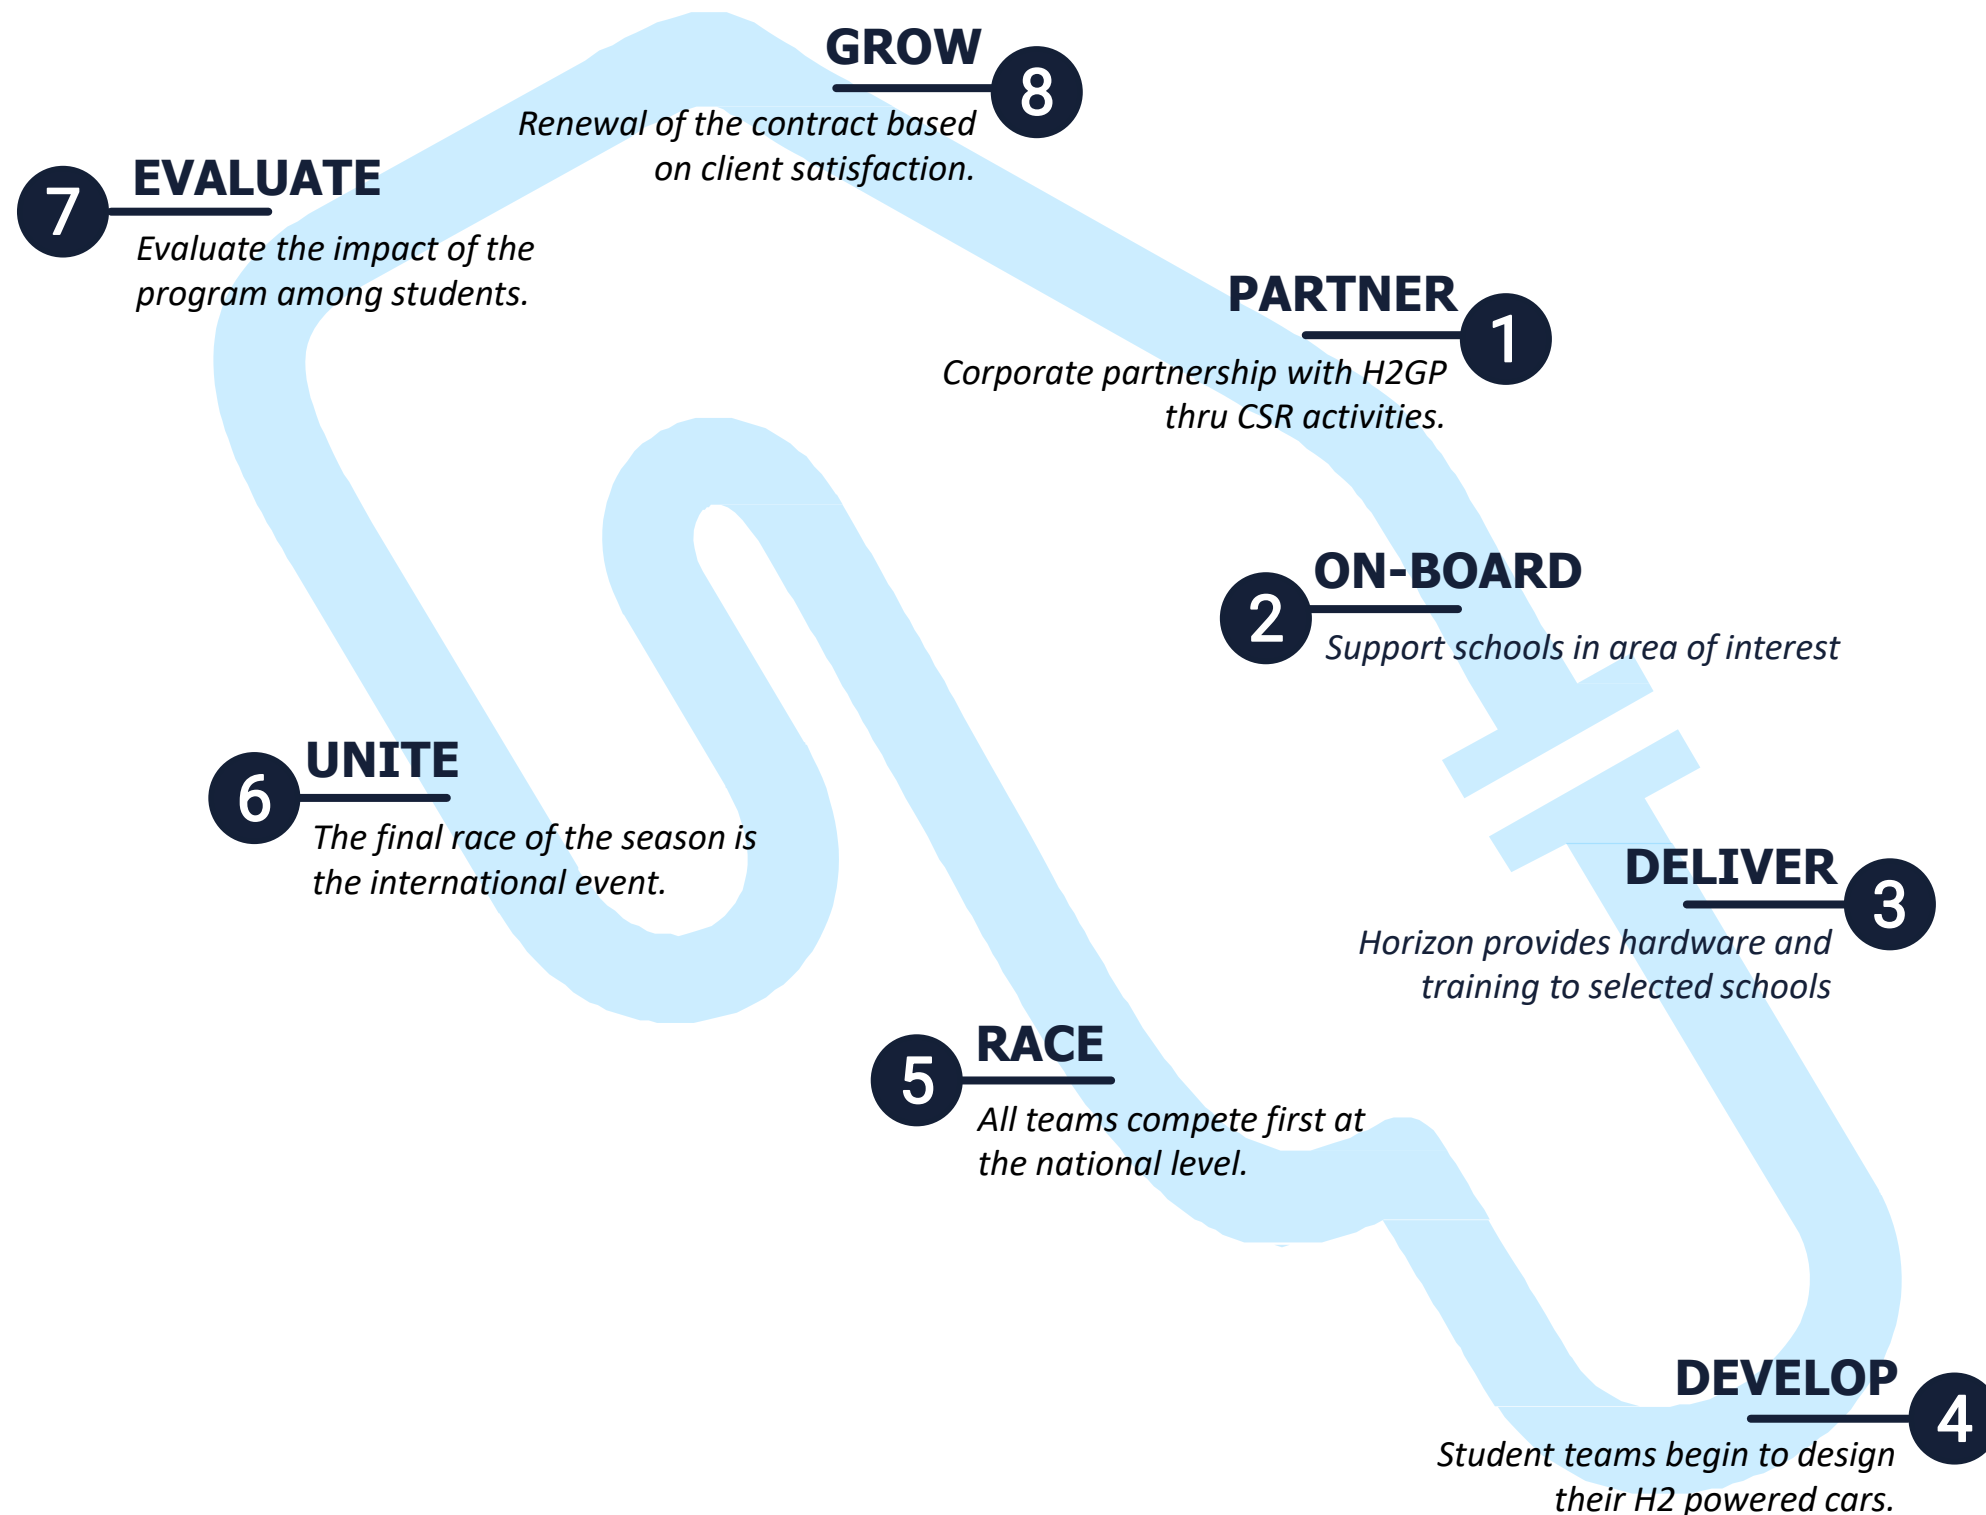 GROW
8
Renewal of the contract based
on client satisfaction.
7
EVALUATE
Evaluate the impact of the
program among students.
PARTNER
1
Corporate partnership with H2GP
thru CSR activities.
ON-BOARD
2
Support schools in area of interest
6
UNITE
The final race of the season is
the international event.
DELIVER
3
Horizon provides hardware and
training to selected schools
RACE
5
All teams compete first at
the national level.
DEVELOP
4
Student teams begin to design
their H2 powered cars.